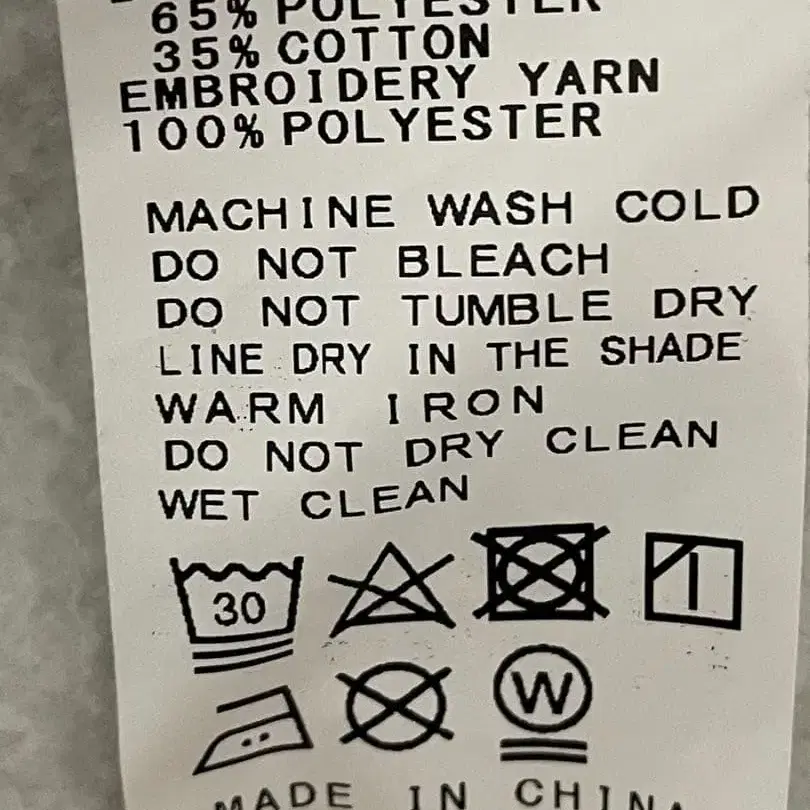 65% POLYESTER
35% COTTON
EMBROIDERY YARN
100% POLYESTER
MACHINE WASH COLD
DO NOT BLEACH
DO NOT TUMBLE DRY
LINE DRY IN THE SHADE
WARM IRON
DO NOT DRY CLEAN
WET CLEAN
30
W
MADE IN CHINA